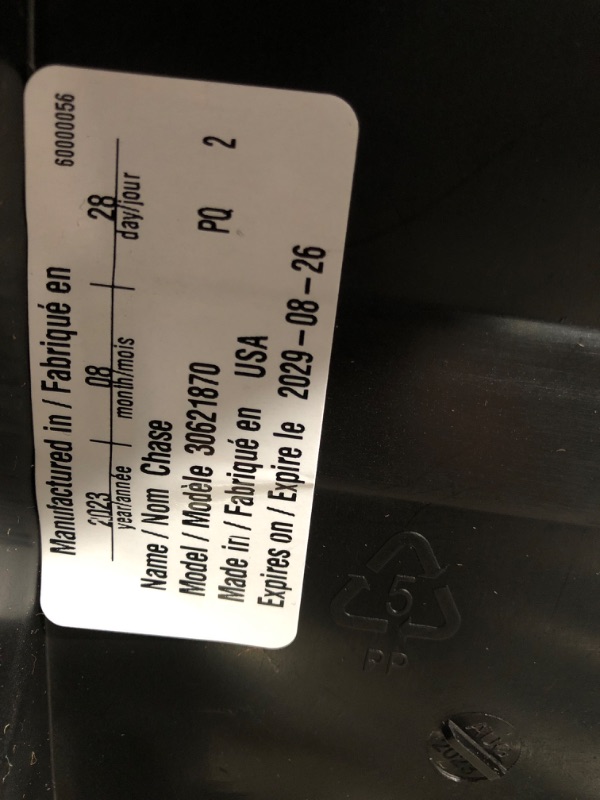 60000056
Manufactured in / Fabriqué en
2023 | 08 | 28
year/année month/mois day/jour
Name / Nom Chase
Model / Modèle 30621870 PQ 2
Made in / Fabriqué en USA
Expires on / Expire le 2029-08-26
5
PP